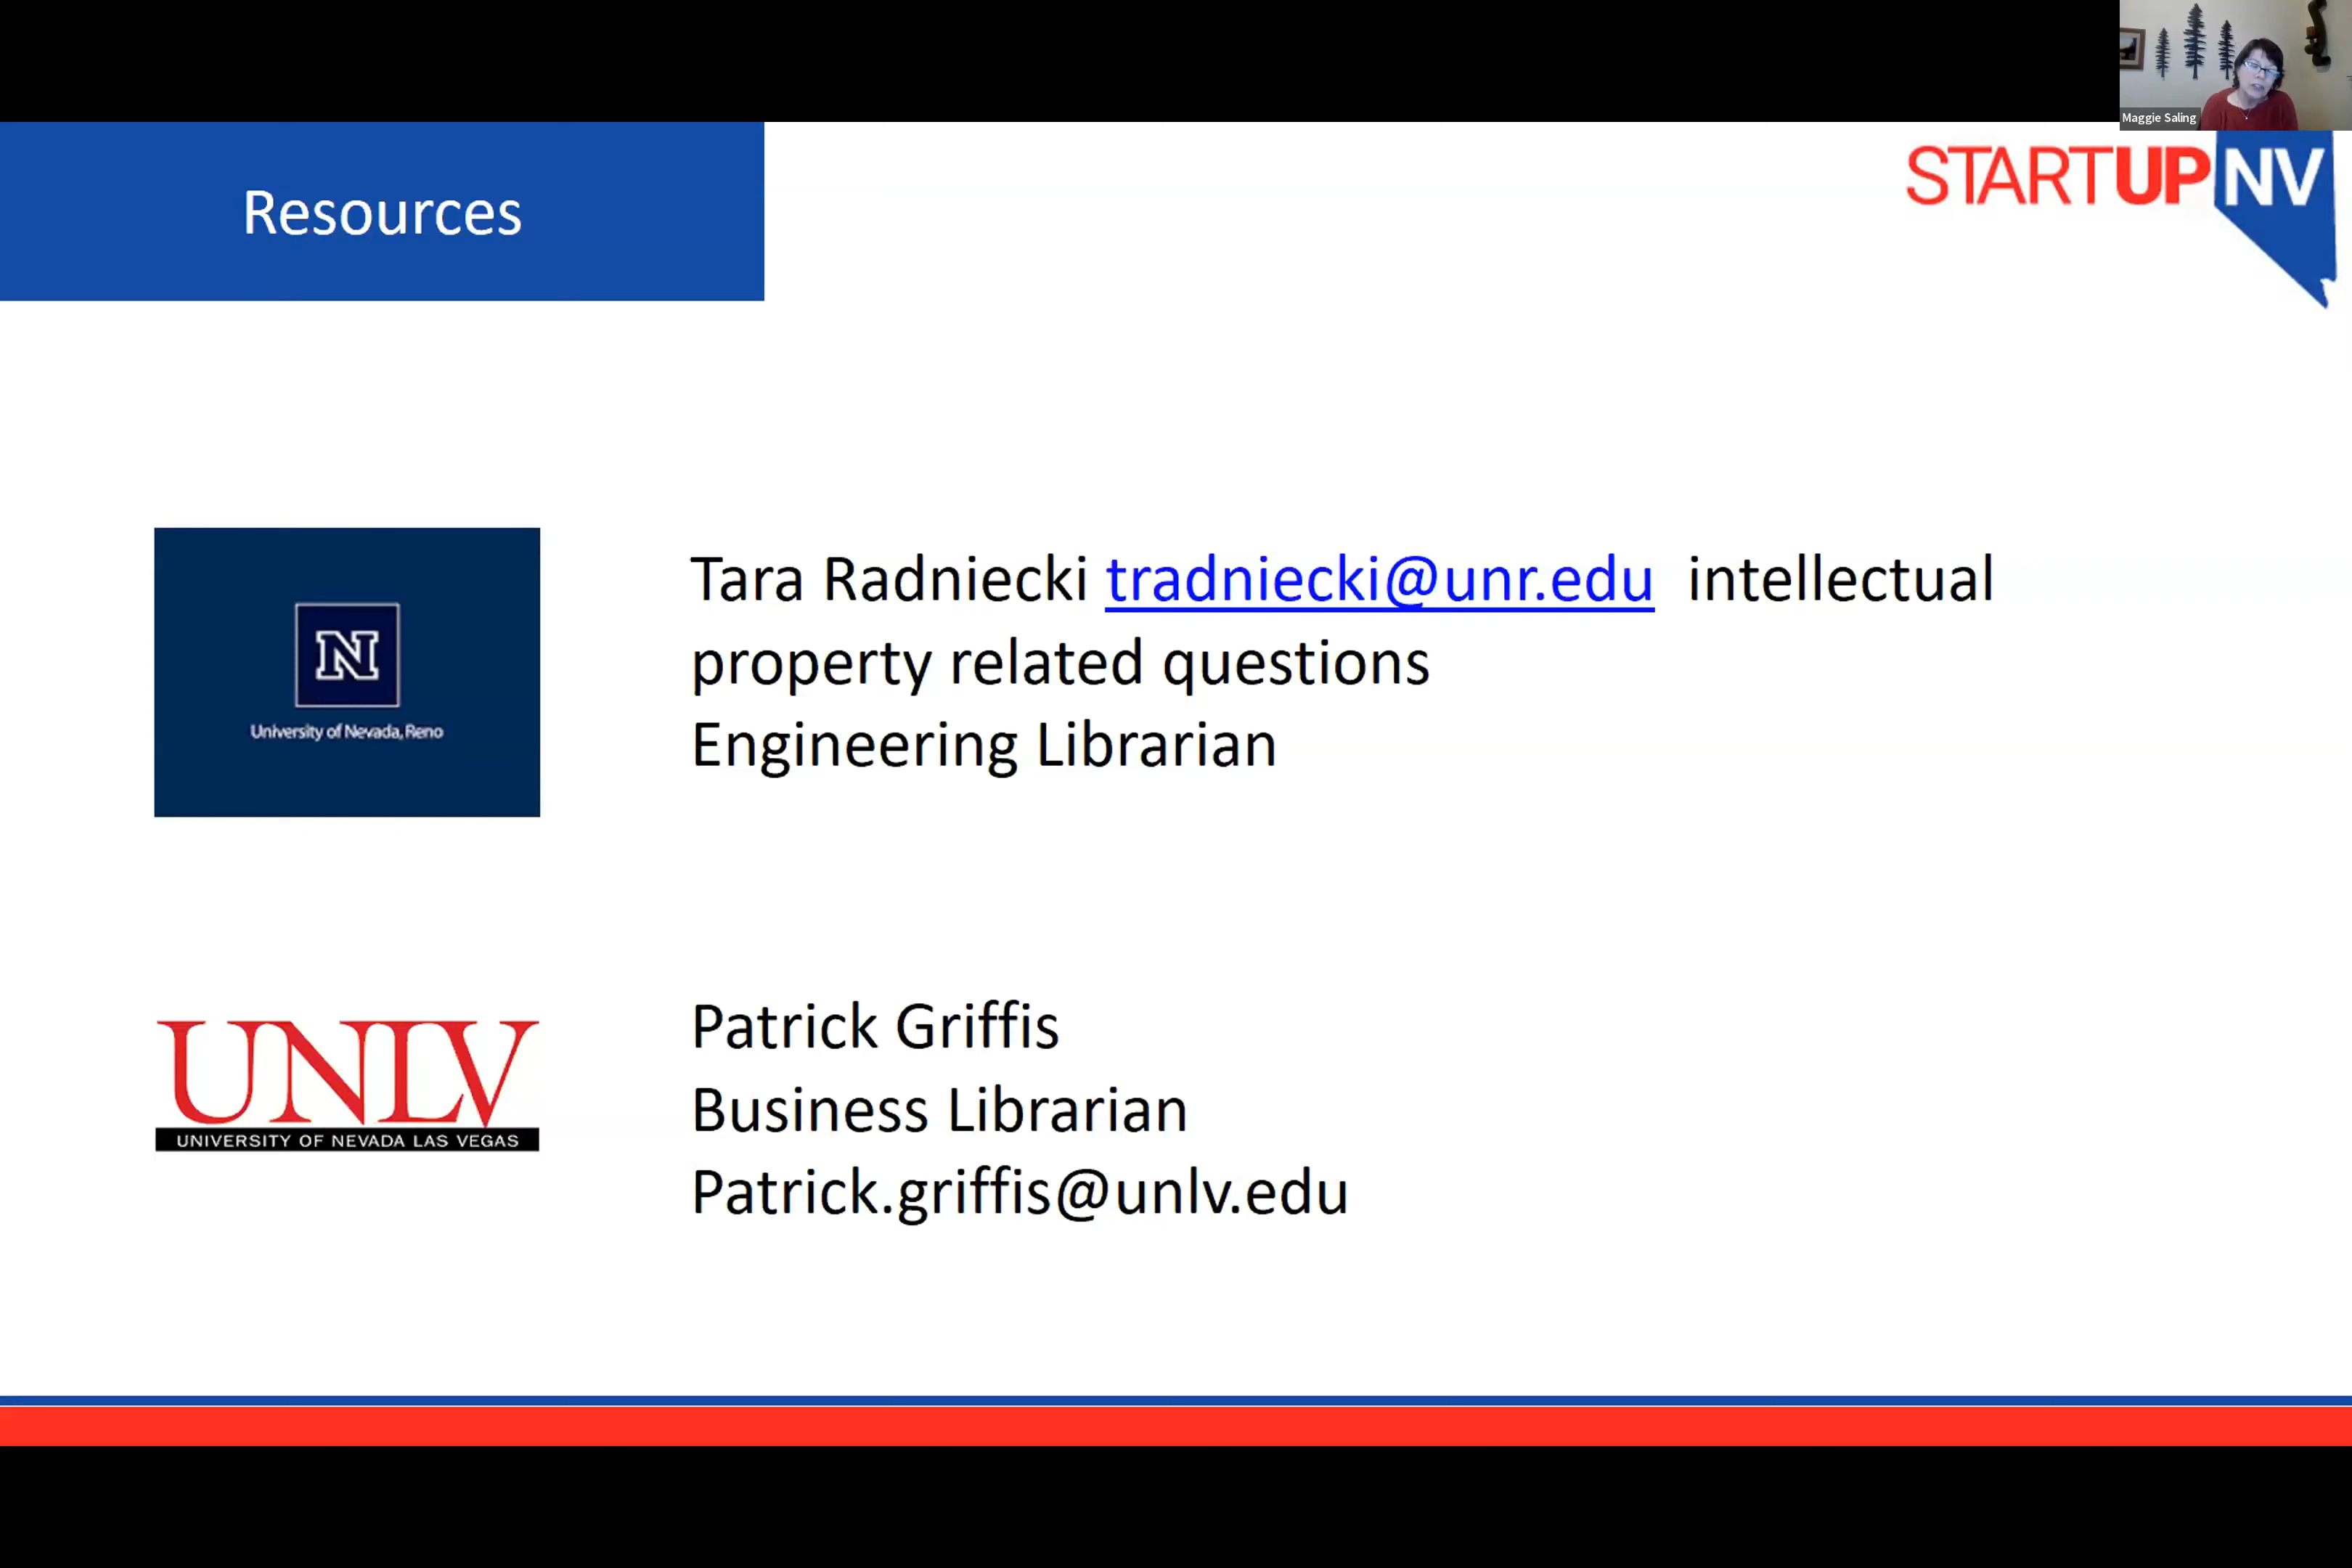 Maggie Saling
STARTUPNV
Resources
Tara Radniecki tradniecki@unr.edu intellectual
property related questions
Engineering Librarian
N
University of Nevada, Reno
Patrick Griffis
Business Librarian
Patrick.griffis@unlv.edu
UNLV
UNIVERSITY OF NEVADA LAS VEGAS